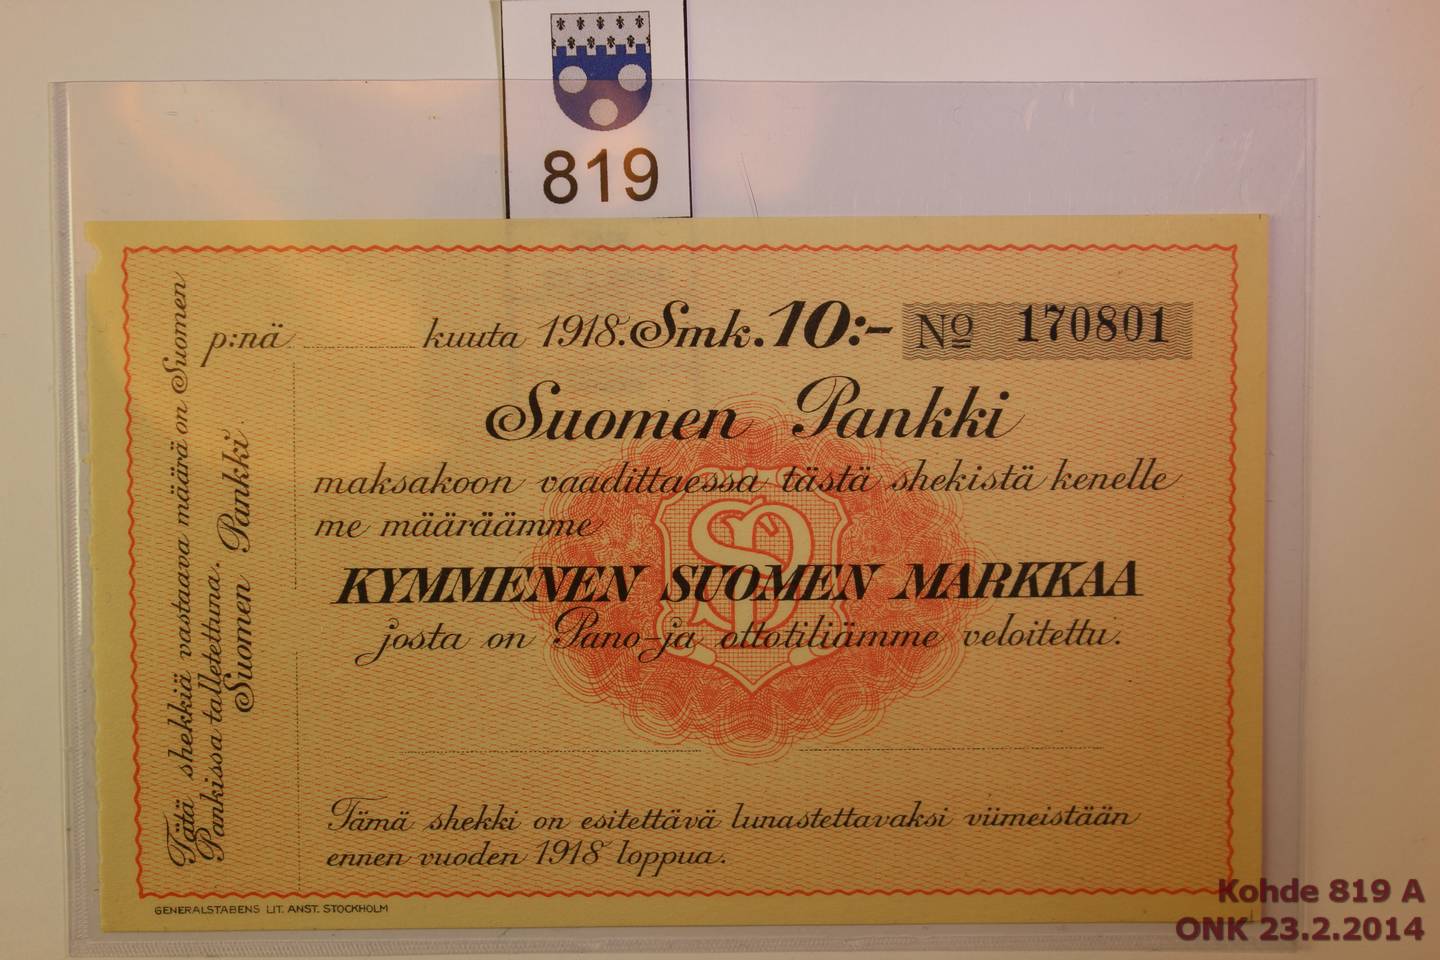 819
p:nä kuuta 1918. Smk. 10:- No 170801
Suomen Pankki
maksakoon vaadittaessa tästä shekistä kenelle
me määräämme
KYMMENEN SUOMEN MARKKAA
josta on Pano-ja ottotiliämme veloitettu.
Tämä shekki on esitettävä lunastettavaksi viimeistään
ennen vuoden 1918 loppua.
Tätä shekkiä vastaava määrä on Suomen
Pankissa talletettuna.
Suomen Pankki.
GENERALSTABENS LIT. ANST. STOCKHOLM
SP
Kohde 819 A
ONK 23.2.2014